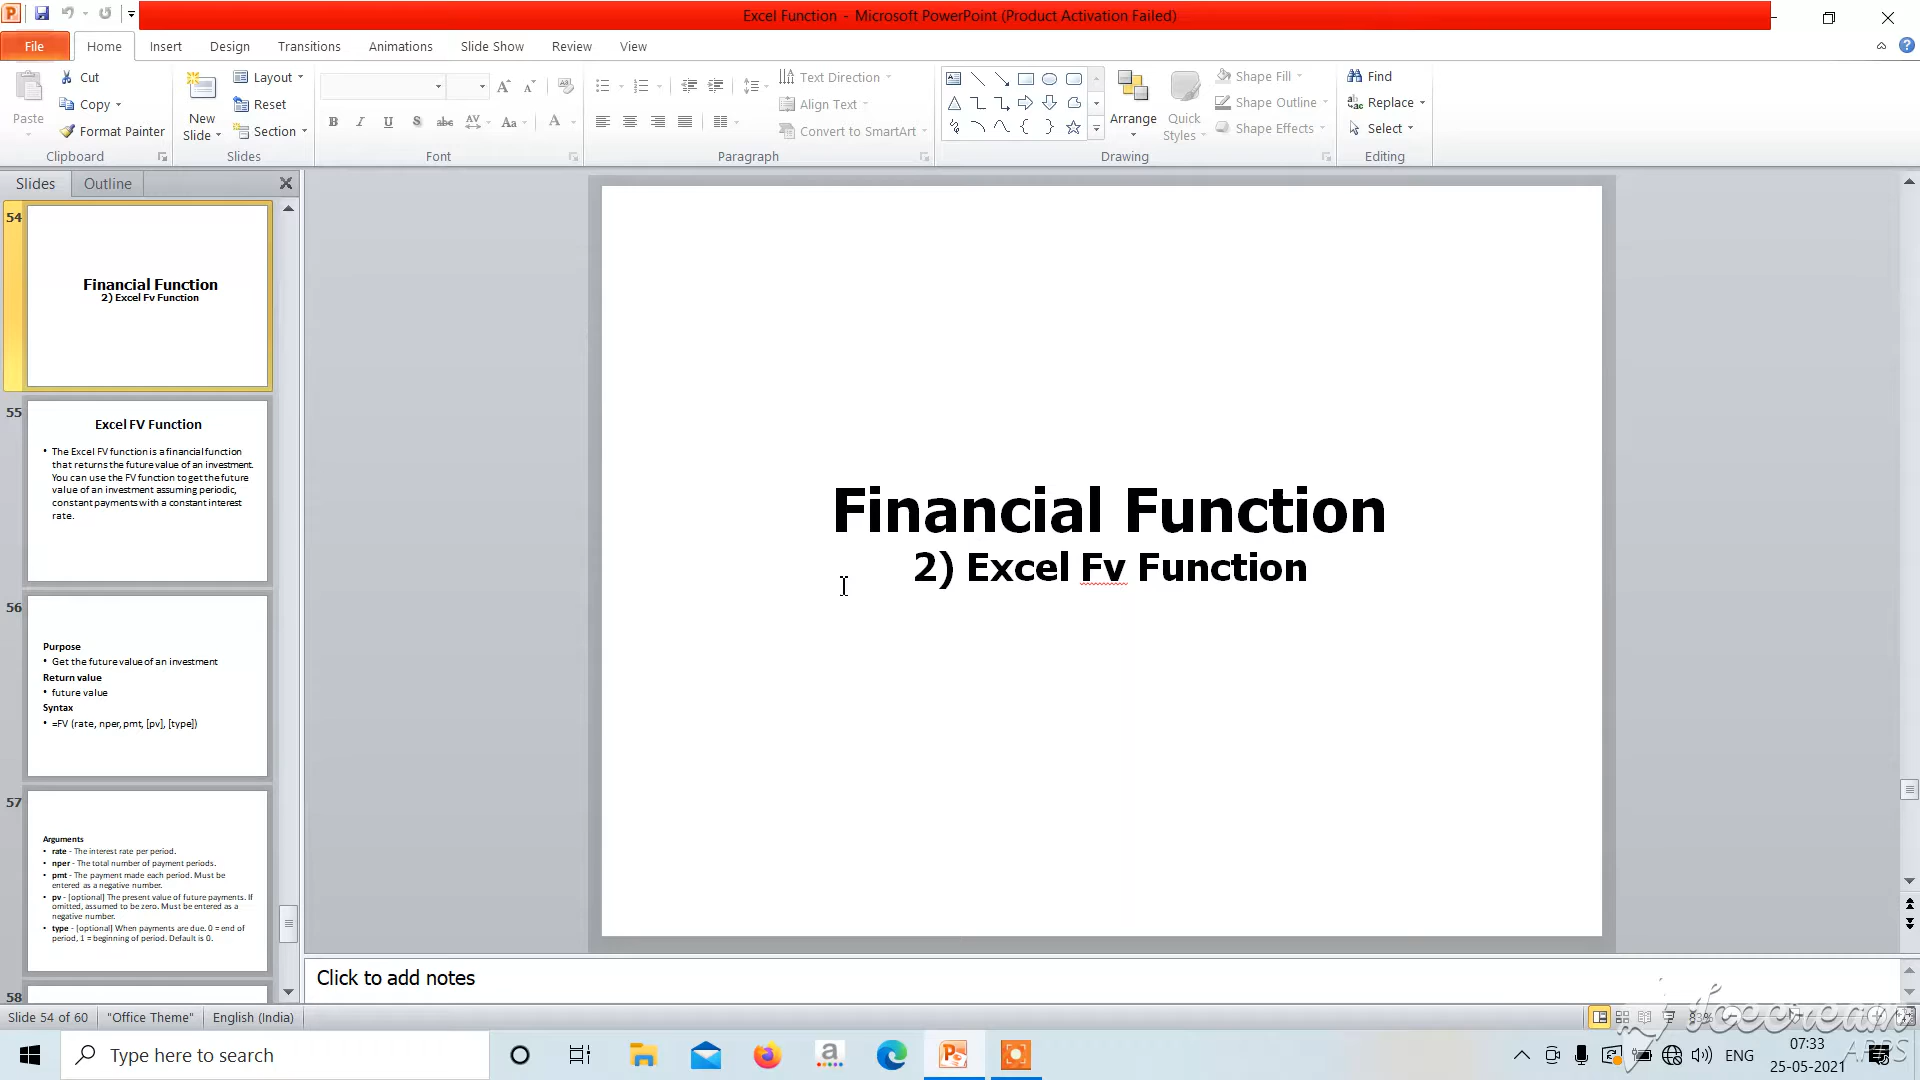 Excel Function - Microsoft PowerPoint (Product Activation Failed)
File Home Insert Design Transitions Animations Slide Show Review View
Paste
Cut
Copy
Format Painter
Clipboard
New Slide
Layout
Reset
Section
Slides
Font
Text Direction
Align Text
Convert to SmartArt
Paragraph
Arrange
Quick Styles
Shape Fill
Shape Outline
Shape Effects
Drawing
Find
Replace
Select
Editing
Slides Outline
54
Financial Function
2) Excel Fv Function
55
Excel FV Function
• The Excel FV function is a financial function
that returns the future value of an investment.
You can use the FV function to get the future
value of an investment assuming periodic,
constant payments with a constant interest
rate.
56
Purpose
• Get the future value of an investment
Return value
• future value
Syntax
• =FV (rate, nper, pmt, [pv], [type])
57
Arguments
• rate - The interest rate per period.
• nper - The total number of payment periods.
• pmt - The payment made each period. Must be
entered as a negative number.
• pv - [optional] The present value of future payments. If
omitted, assumed to be zero. Must be entered as a
negative number.
• type - [optional] When payments are due. 0 = end of
period, 1 = beginning of period. Default is 0.
58
Financial Function
2) Excel Fv Function
Click to add notes
Slide 54 of 60 "Office Theme" English (India)
Icecream
APPS
Type here to search
ENG
07:33
25-05-2021